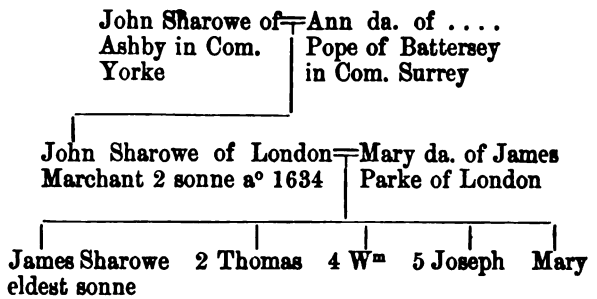 John Sharowe of = Ann da. of . . . .
Ashby in Com. Pope of Battersey
Yorke in Com. Surrey
John Sharowe of London = Mary da. of James
Marchant 2 sonne aº 1634 Parke of London
James Sharowe 2 Thomas 4 Wᵐ 5 Joseph Mary
eldest sonne